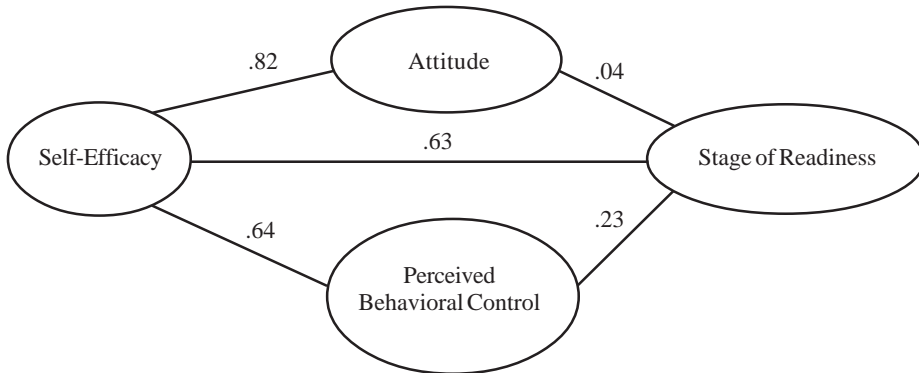 Attitude
.82
.04
Self-Efficacy
.63
Stage of Readiness
.64
.23
Perceived
Behavioral Control